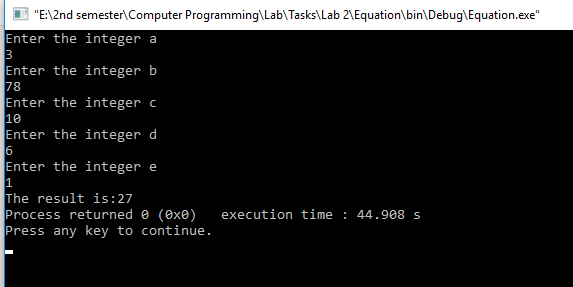 "E:\2nd semester\Computer Programming\Lab\Tasks\Lab 2\Equation\bin\Debug\Equation.exe"
Enter the integer a
3
Enter the integer b
78
Enter the integer c
10
Enter the integer d
6
Enter the integer e
1
The result is:27
Process returned 0 (0x0)   execution time : 44.908 s
Press any key to continue.